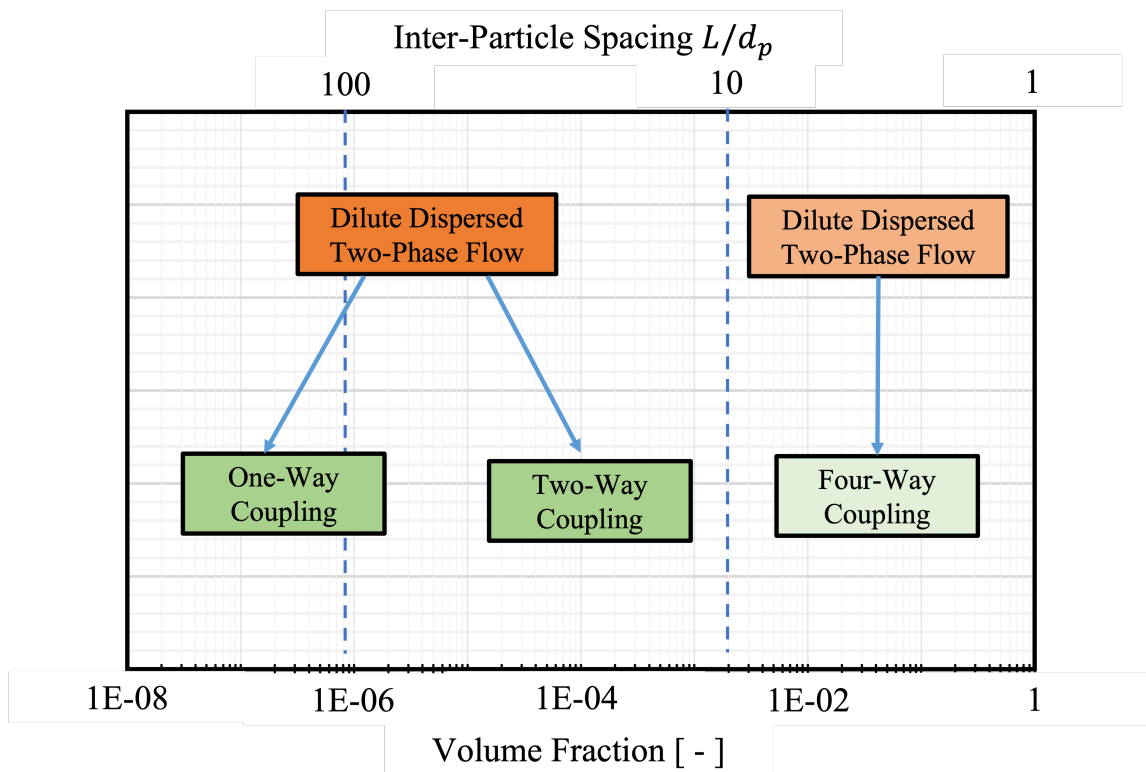 Inter-Particle Spacing L/d_p
100
10
1
Dilute Dispersed
Two-Phase Flow
Dilute Dispersed
Two-Phase Flow
One-Way
Coupling
Two-Way
Coupling
Four-Way
Coupling
1E-08
1E-06
1E-04
1E-02
1
Volume Fraction [ - ]